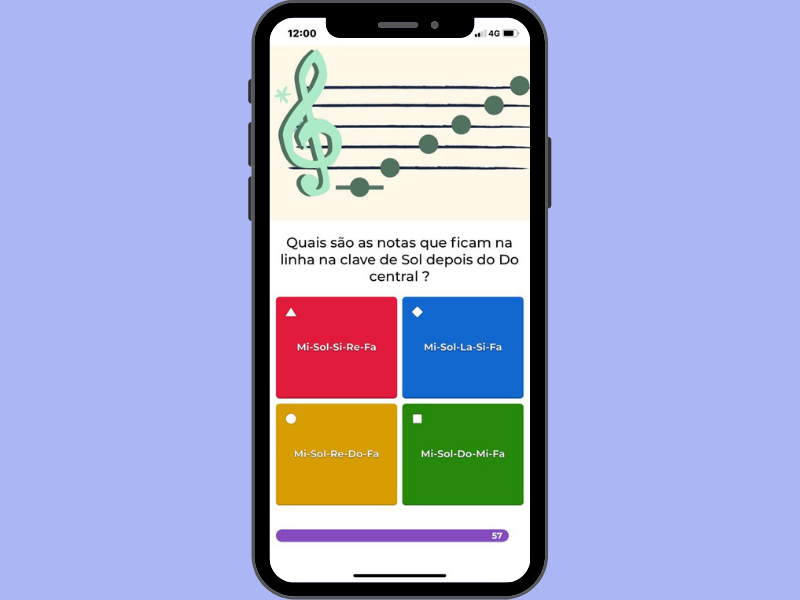 12:00
4G
Quais são as notas que ficam na
linha na clave de Sol depois do Do
central ?
Mi-Sol-Si-Re-Fa
Mi-Sol-La-Si-Fa
Mi-Sol-Re-Do-Fa
Mi-Sol-Do-Mi-Fa
57